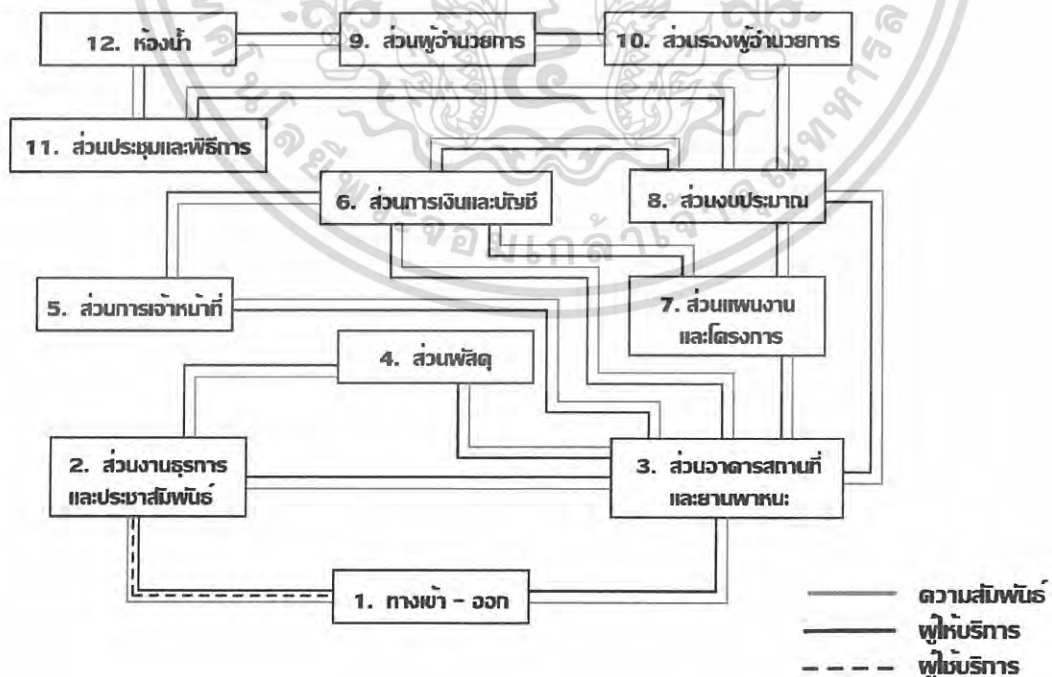 12. ห้องน้ำ
9. ส่วนผู้อำนวยการ
10. ส่วนรองผู้อำนวยการ
11. ส่วนประชุมและพิธีการ
6. ส่วนการเงินและบัญชี
8. ส่วนงบประมาณ
5. ส่วนการเจ้าหน้าที่
7. ส่วนแผนงาน
และโครงการ
4. ส่วนพัสดุ
2. ส่วนงานธุรการ
และประชาสัมพันธ์
3. ส่วนอาคารสถานที่
และยานพาหนะ
1. ทางเข้า - ออก
ความสัมพันธ์
ผู้ให้บริการ
ผู้ใช้บริการ